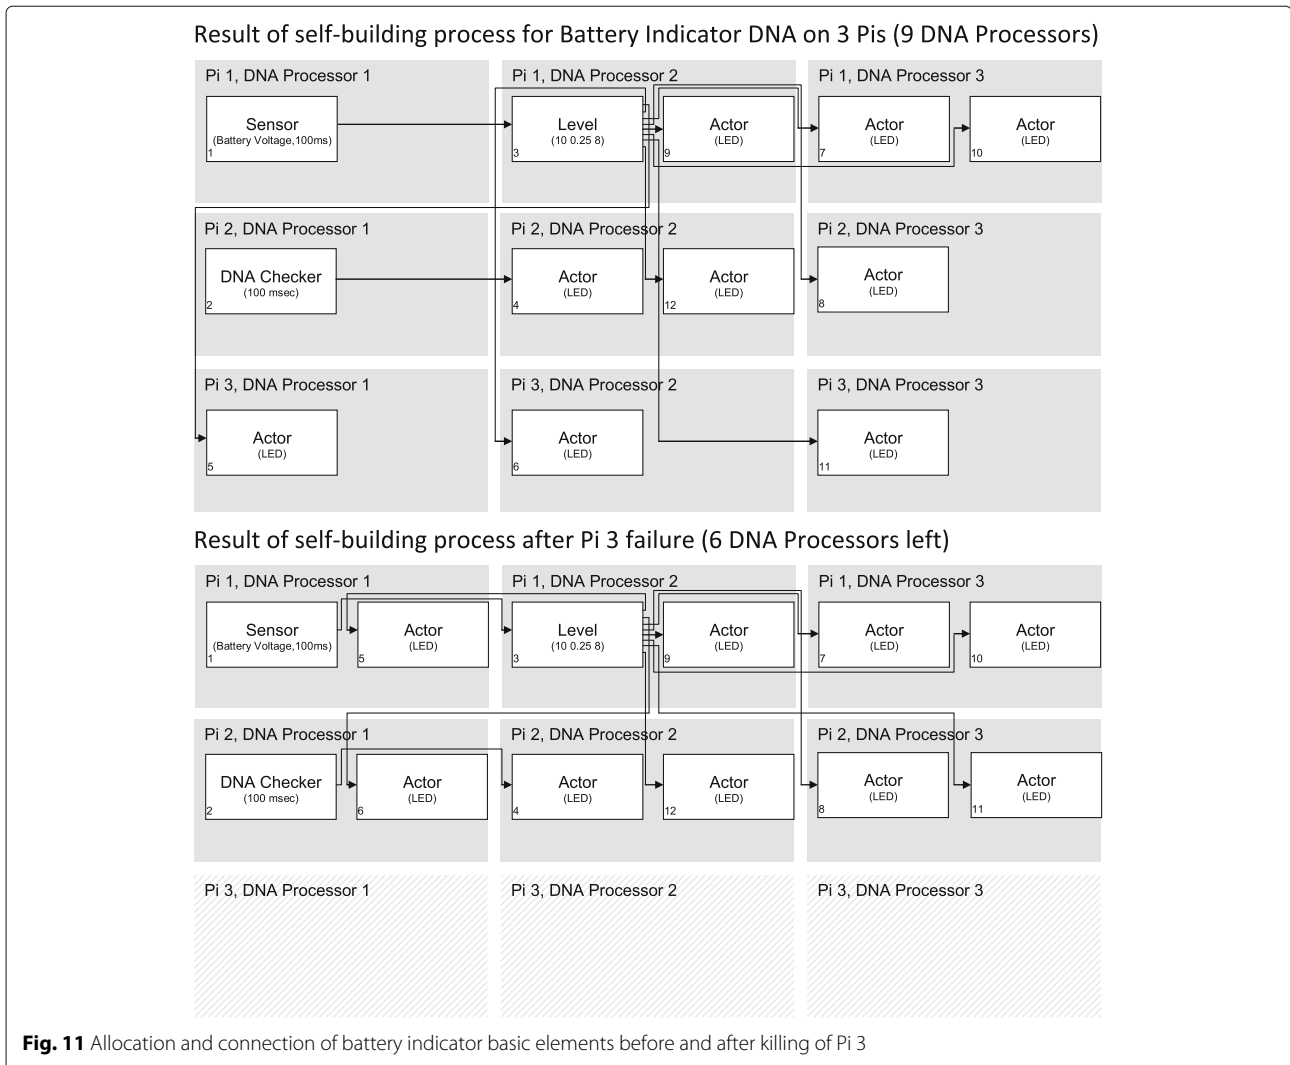 Result of self-building process for Battery Indicator DNA on 3 Pis (9 DNA Processors)
Pi 1, DNA Processor 1
Sensor
(Battery Voltage,100ms)
1
Pi 1, DNA Processor 2
Level
(10 0.25 8)
3
Actor
(LED)
9
Pi 1, DNA Processor 3
Actor
(LED)
7
Actor
(LED)
10
Pi 2, DNA Processor 1
DNA Checker
(100 msec)
2
Pi 2, DNA Processor 2
Actor
(LED)
4
Actor
(LED)
12
Pi 2, DNA Processor 3
Actor
(LED)
8
Pi 3, DNA Processor 1
Actor
(LED)
5
Pi 3, DNA Processor 2
Actor
(LED)
6
Pi 3, DNA Processor 3
Actor
(LED)
11
Result of self-building process after Pi 3 failure (6 DNA Processors left)
Pi 1, DNA Processor 1
Sensor
(Battery Voltage,100ms)
1
Actor
(LED)
5
Pi 1, DNA Processor 2
Level
(10 0.25 8)
3
Actor
(LED)
9
Pi 1, DNA Processor 3
Actor
(LED)
7
Actor
(LED)
10
Pi 2, DNA Processor 1
DNA Checker
(100 msec)
2
Actor
(LED)
6
Pi 2, DNA Processor 2
Actor
(LED)
4
Actor
(LED)
12
Pi 2, DNA Processor 3
Actor
(LED)
8
Actor
(LED)
11
Pi 3, DNA Processor 1
Pi 3, DNA Processor 2
Pi 3, DNA Processor 3
Fig. 11 Allocation and connection of battery indicator basic elements before and after killing of Pi 3